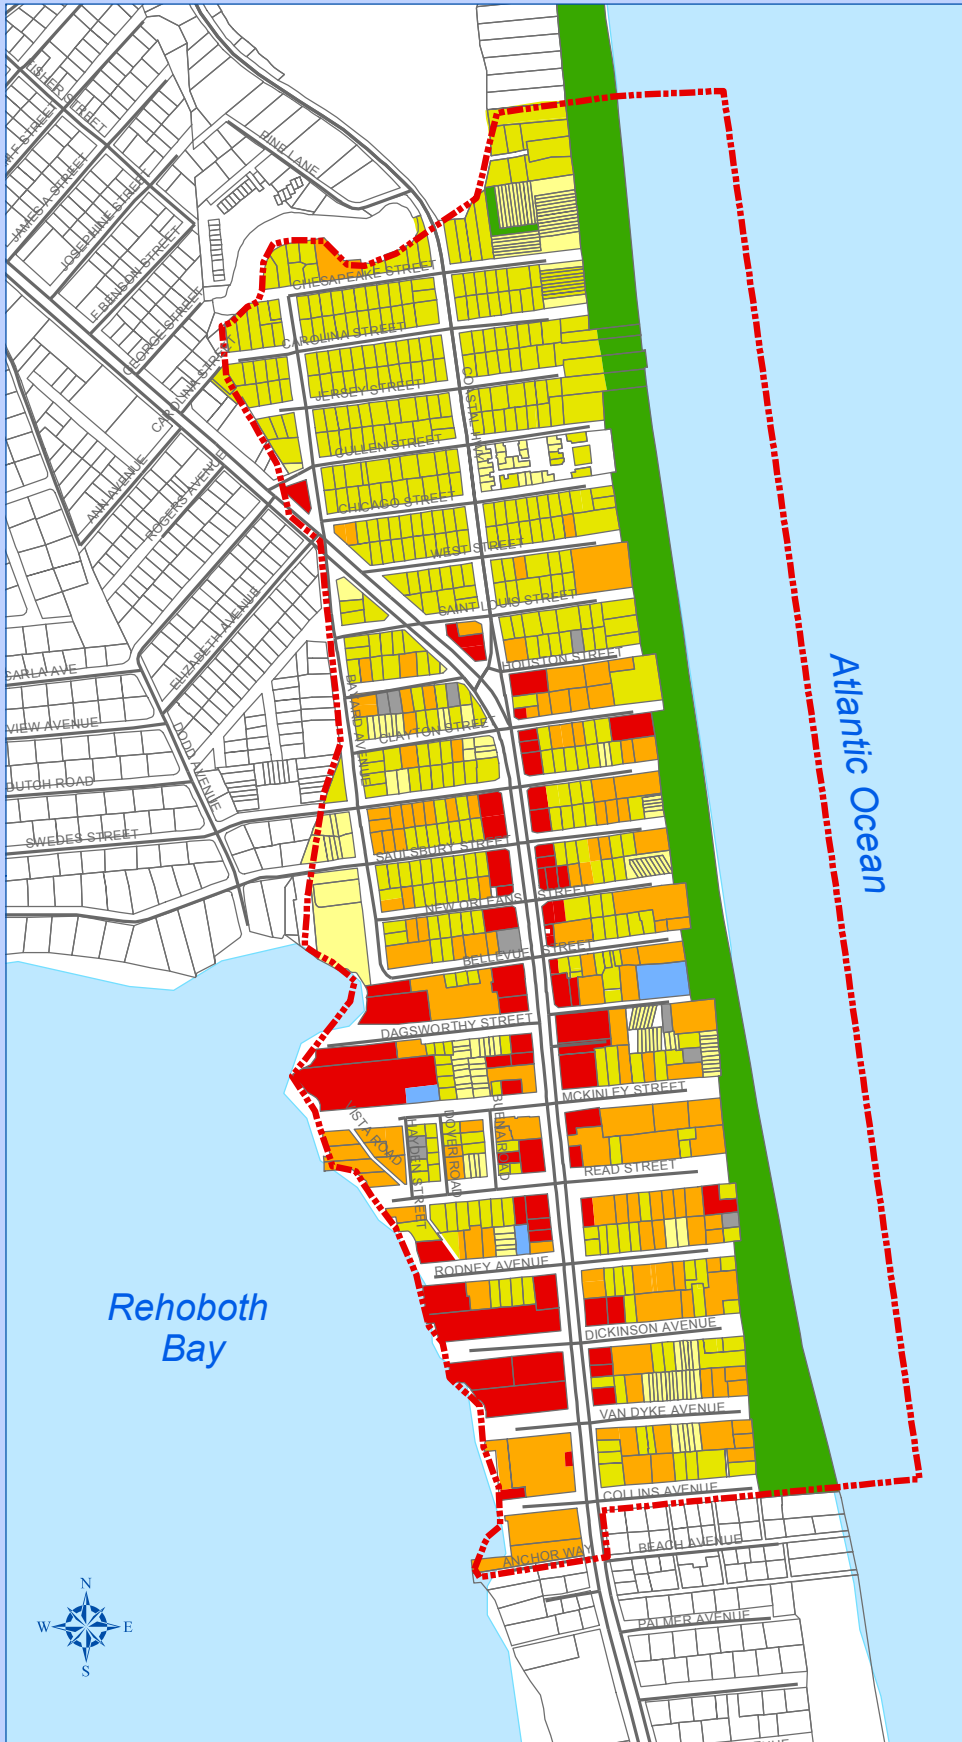 FISHER STREET
PINE LANE
JAMES A STREET
JOSEPHINE STREET
E BENSON STREET
GEORGE STREET
CAROLINA STREET
CHESAPEAKE STREET
CAROLINA STREET
JERSEY STREET
COASTAL HWY
CULLEN STREET
CHICAGO STREET
ANN AVENUE
ROGERS AVENUE
WEST STREET
SAINT LOUIS STREET
ELIZABETH AVENUE
HOUSTON STREET
CARLA AVE
BAYARD AVENUE
VIEW AVENUE
CLAYTON STREET
DODD AVENUE
DUTCH ROAD
SWEDES STREET
SAULSBURY STREET
Atlantic Ocean
NEW ORLEANS STREET
BELLEVUE STREET
DAGSWORTHY STREET
MCKINLEY STREET
VISTA ROAD
HAYDEN STREET
DOVER ROAD
BUENA ROAD
READ STREET
RODNEY AVENUE
Rehoboth
Bay
DICKINSON AVENUE
VAN DYKE AVENUE
COLLINS AVENUE
BEACH AVENUE
ANCHOR WAY
PALMER AVENUE
N
W
E
S